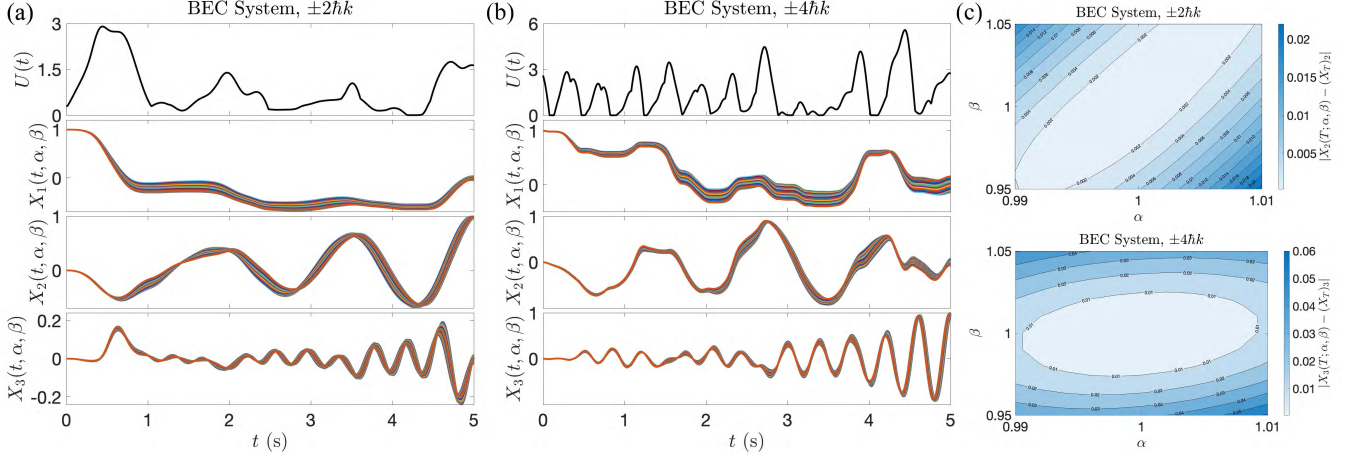 (a)
BEC System, ±2ℏk
U(t)
3
1.5
0
X₁(t, α, β)
1
0
X₂(t, α, β)
1
0
X₃(t, α, β)
0.2
0
-0.2
0 1 2 3 4 5
t (s)
(b)
BEC System, ±4ℏk
U(t)
6
3
0
X₁(t, α, β)
1
0
X₂(t, α, β)
1
0
X₃(t, α, β)
1
0
0 1 2 3 4 5
t (s)
(c)
BEC System, ±2ℏk
1.05
1
0.95
β
0.99 1 1.01
α
0.02
0.015
0.01
0.005
|X₂(T; α, β) − (X_T)₂|
BEC System, ±4ℏk
1.05
1
0.95
β
0.99 1 1.01
α
0.06
0.05
0.04
0.03
0.02
0.01
|X₃(T; α, β) − (X_T)₃|